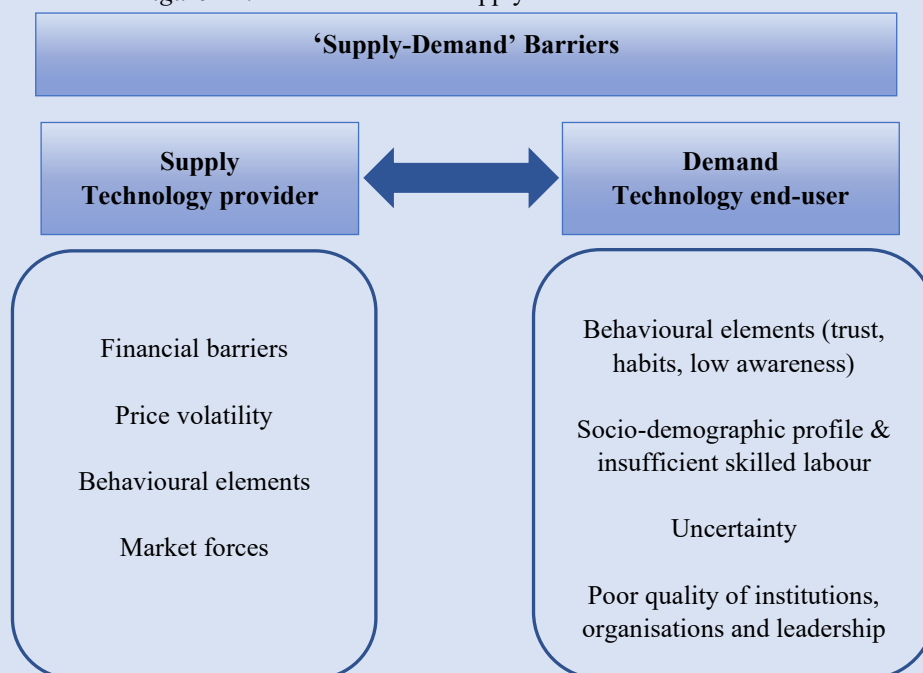 ‘Supply-Demand’ Barriers
Supply
Technology provider
Demand
Technology end-user
Financial barriers
Price volatility
Behavioural elements
Market forces
Behavioural elements (trust,
habits, low awareness)
Socio-demographic profile &
insufficient skilled labour
Uncertainty
Poor quality of institutions,
organisations and leadership